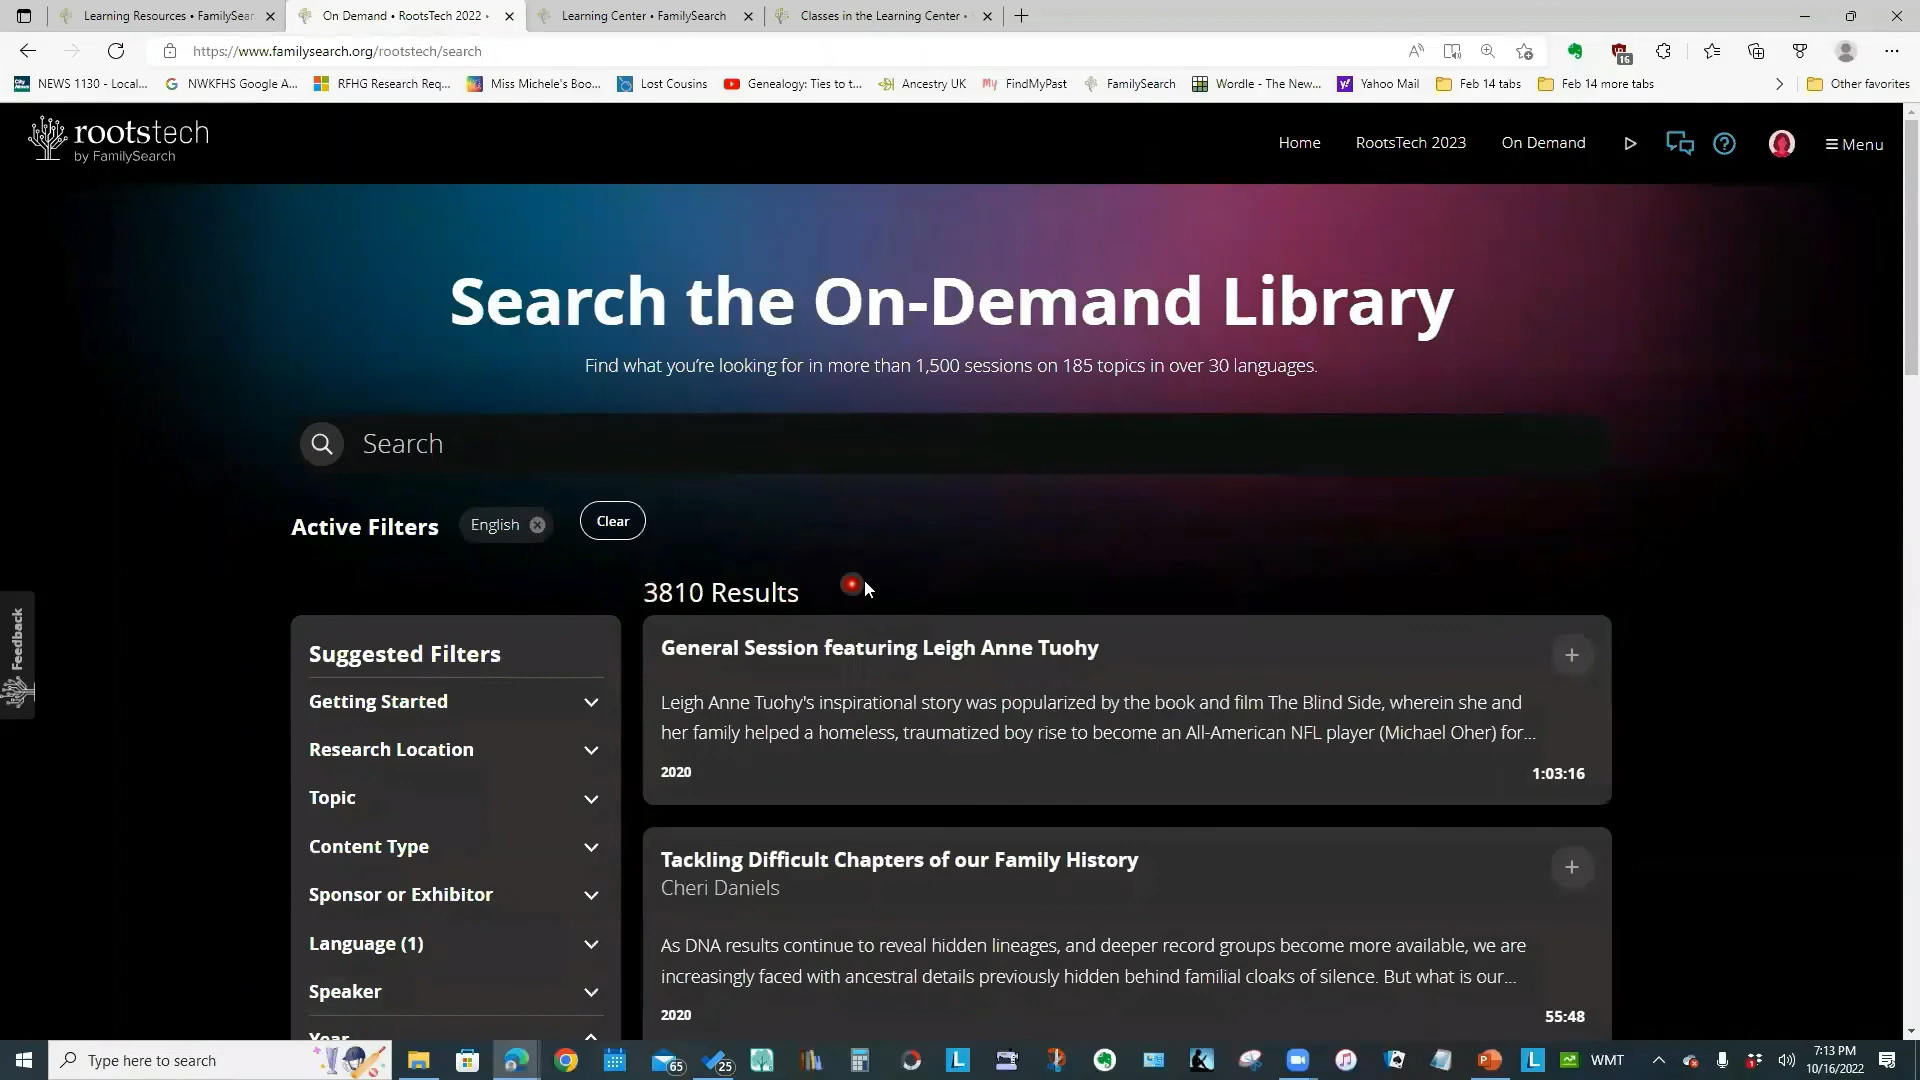 Learning Resources • FamilySear
On Demand • RootsTech 2022 •
Learning Center • FamilySearch
Classes in the Learning Center •
https://www.familysearch.org/rootstech/search
16
NEWS 1130 - Local...
NWKFHS Google A...
RFHG Research Req...
Miss Michele's Boo...
Lost Cousins
Genealogy: Ties to t...
Ancestry UK
FindMyPast
FamilySearch
Wordle - The New...
Yahoo Mail
Feb 14 tabs
Feb 14 more tabs
Other favorites
rootstech
by FamilySearch
Home
RootsTech 2023
On Demand
Menu
Search the On-Demand Library
Find what you're looking for in more than 1,500 sessions on 185 topics in over 30 languages.
Search
Active Filters
English
Clear
3810 Results
Feedback
Suggested Filters
Getting Started
Research Location
Topic
Content Type
Sponsor or Exhibitor
Language (1)
Speaker
Year
General Session featuring Leigh Anne Tuohy
Leigh Anne Tuohy's inspirational story was popularized by the book and film The Blind Side, wherein she and
her family helped a homeless, traumatized boy rise to become an All-American NFL player (Michael Oher) for...
2020
1:03:16
Tackling Difficult Chapters of our Family History
Cheri Daniels
As DNA results continue to reveal hidden lineages, and deeper record groups become more available, we are
increasingly faced with ancestral details previously hidden behind familial cloaks of silence. But what is our...
2020
55:48
Type here to search
65
25
WMT
7:13 PM
10/16/2022